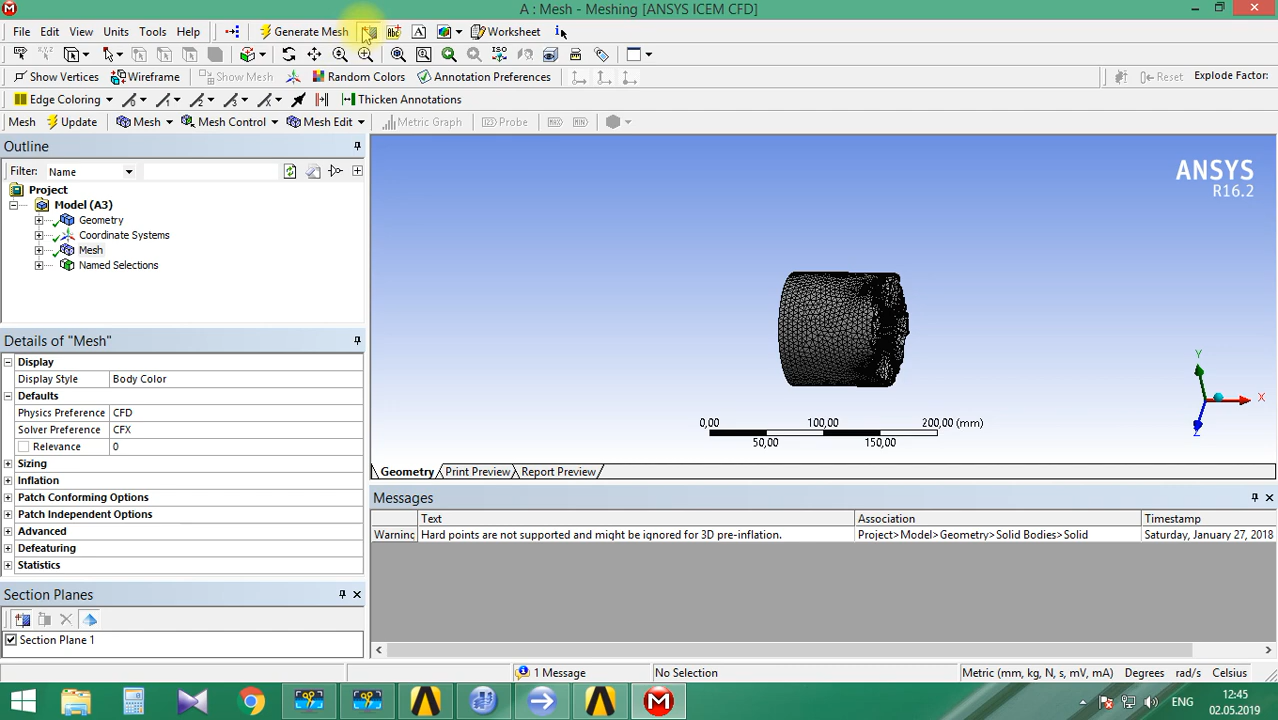 A : Mesh - Meshing [ANSYS ICEM CFD]
File Edit View Units Tools Help Generate Mesh Worksheet
ISO
Show Vertices Wireframe Show Mesh Random Colors Annotation Preferences Reset Explode Factor:
Edge Coloring Thicken Annotations
Mesh Update Mesh Mesh Control Mesh Edit Metric Graph Probe MAX MIN
Outline
Filter: Name
Project
Model (A3)
Geometry
Coordinate Systems
Mesh
Named Selections
Details of "Mesh"
Display
Display Style Body Color
Defaults
Physics Preference CFD
Solver Preference CFX
Relevance 0
Sizing
Inflation
Patch Conforming Options
Patch Independent Options
Advanced
Defeaturing
Statistics
Section Planes
Section Plane 1
ANSYS
R16.2
Y
X
Z
0,00 100,00 200,00 (mm)
50,00 150,00
Geometry Print Preview Report Preview
Messages
Text Association Timestamp
Warning Hard points are not supported and might be ignored for 3D pre-inflation. Project>Model>Geometry>Solid Bodies>Solid Saturday, January 27, 2018
1 Message No Selection Metric (mm, kg, N, s, mV, mA) Degrees rad/s Celsius
ENG 12:45
02.05.2019